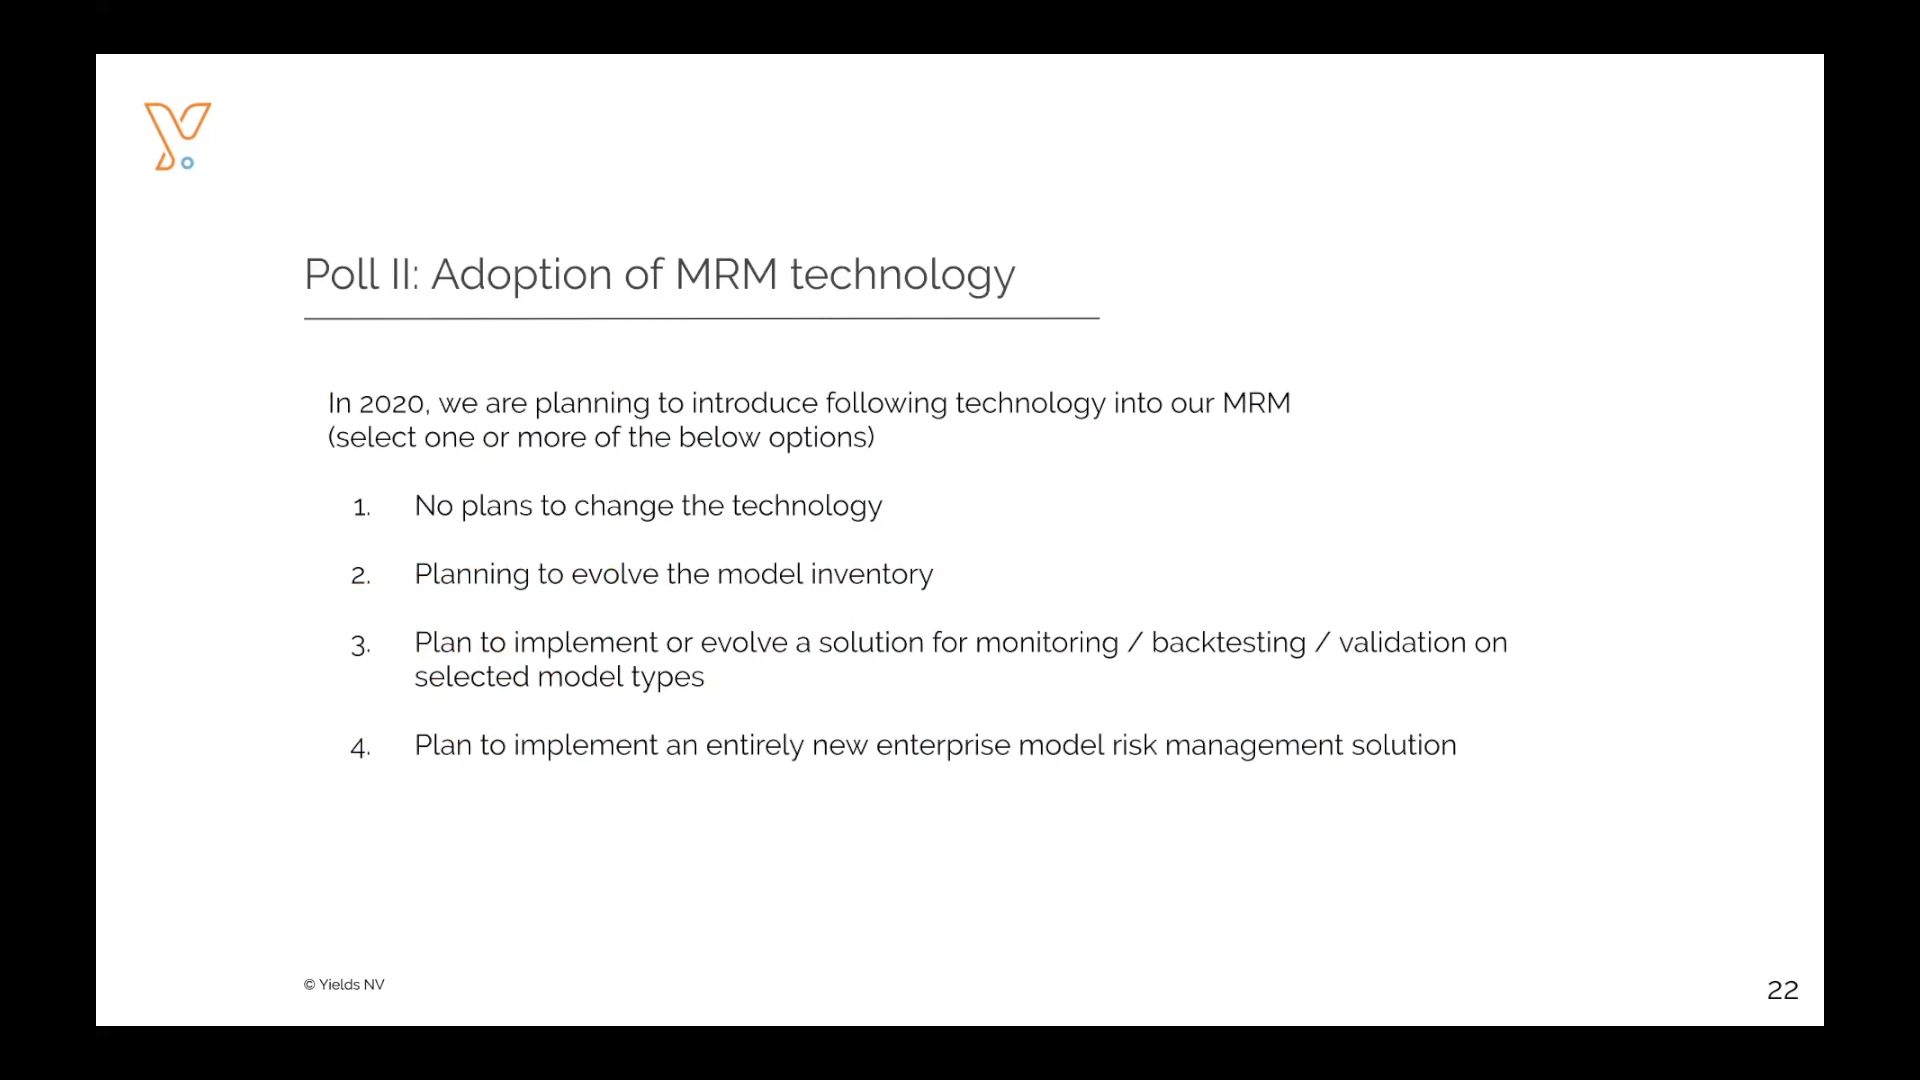 Poll II: Adoption of MRM technology
In 2020, we are planning to introduce following technology into our MRM
(select one or more of the below options)
1. No plans to change the technology
2. Planning to evolve the model inventory
3. Plan to implement or evolve a solution for monitoring / backtesting / validation on
selected model types
4. Plan to implement an entirely new enterprise model risk management solution
© Yields NV
22